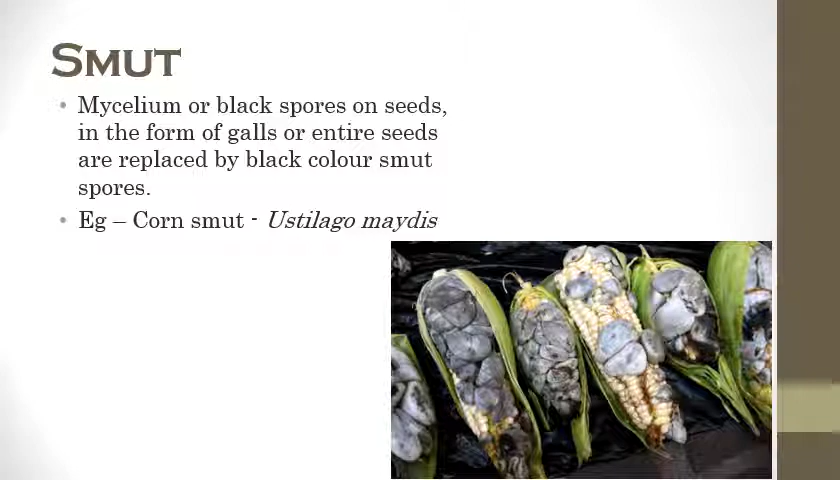 SMUT
• Mycelium or black spores on seeds,
in the form of galls or entire seeds
are replaced by black colour smut
spores.
• Eg – Corn smut - Ustilago maydis